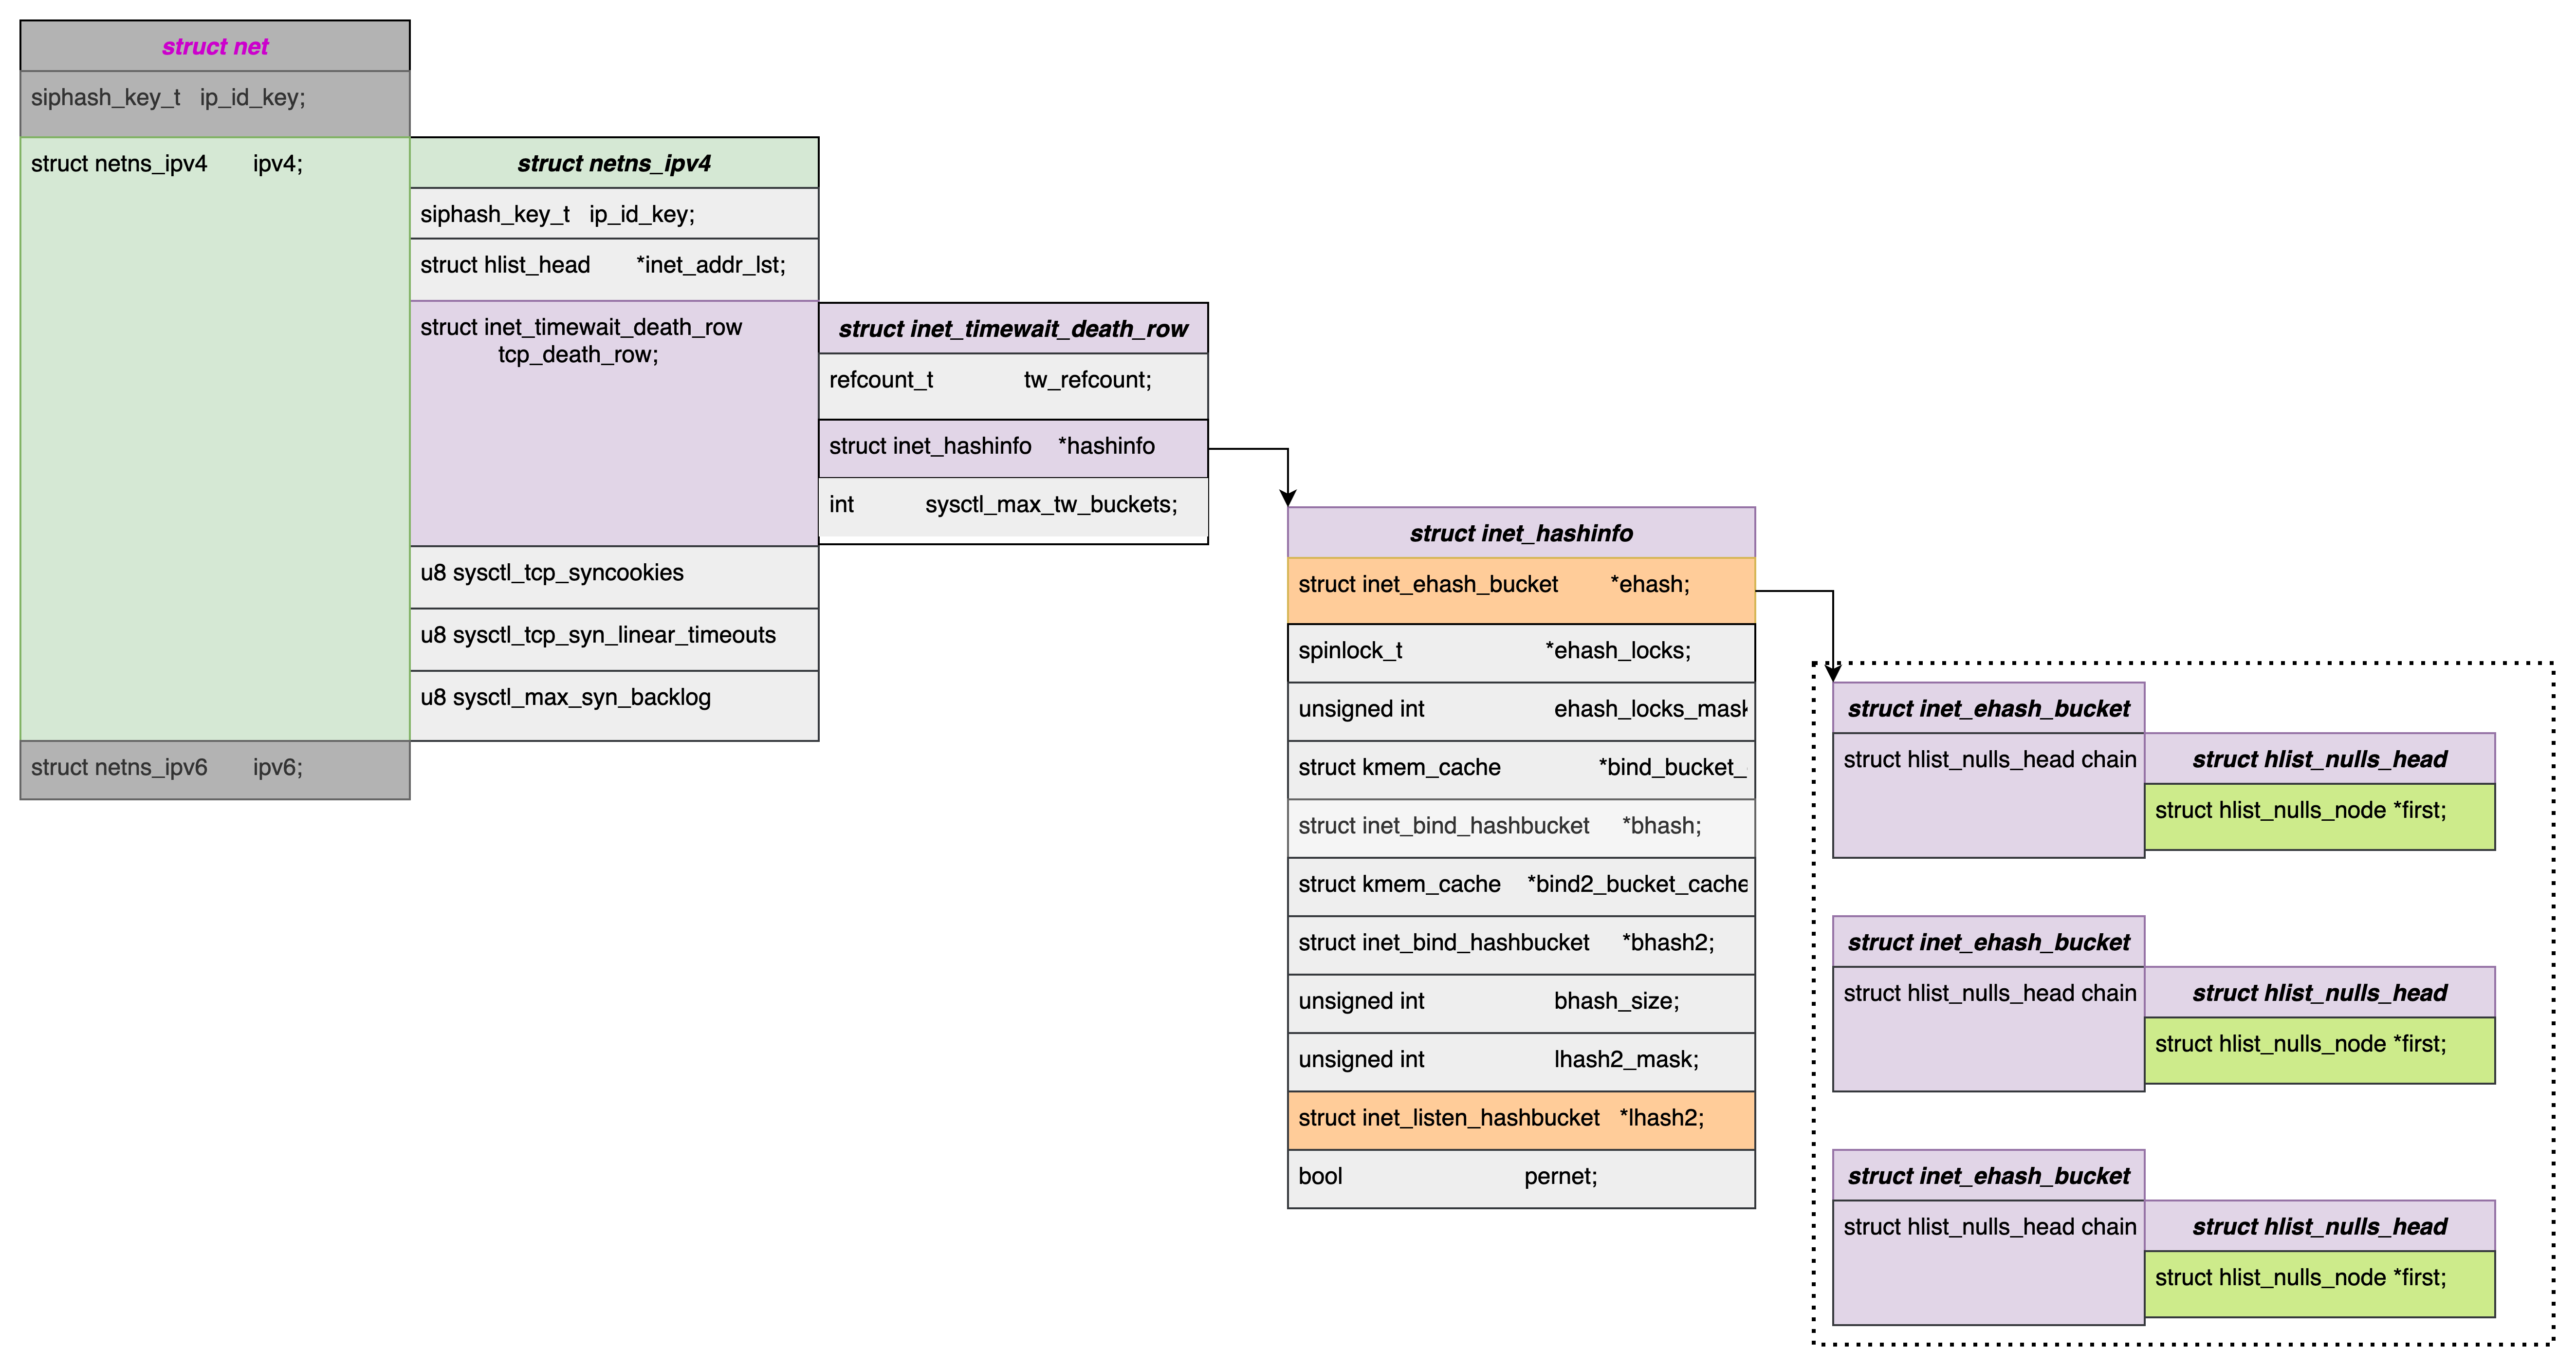 struct net
siphash_key_t ip_id_key;
struct netns_ipv4 ipv4;
struct netns_ipv6 ipv6;
struct netns_ipv4
siphash_key_t ip_id_key;
struct hlist_head *inet_addr_lst;
struct inet_timewait_death_row
tcp_death_row;
u8 sysctl_tcp_syncookies
u8 sysctl_tcp_syn_linear_timeouts
u8 sysctl_max_syn_backlog
struct inet_timewait_death_row
refcount_t tw_refcount;
struct inet_hashinfo *hashinfo
int sysctl_max_tw_buckets;
struct inet_hashinfo
struct inet_ehash_bucket *ehash;
spinlock_t *ehash_locks;
unsigned int ehash_locks_mask
struct kmem_cache *bind_bucket_
struct inet_bind_hashbucket *bhash;
struct kmem_cache *bind2_bucket_cache
struct inet_bind_hashbucket *bhash2;
unsigned int bhash_size;
unsigned int lhash2_mask;
struct inet_listen_hashbucket *lhash2;
bool pernet;
struct inet_ehash_bucket
struct hlist_nulls_head chain
struct hlist_nulls_head
struct hlist_nulls_node *first;
struct inet_ehash_bucket
struct hlist_nulls_head chain
struct hlist_nulls_head
struct hlist_nulls_node *first;
struct inet_ehash_bucket
struct hlist_nulls_head chain
struct hlist_nulls_head
struct hlist_nulls_node *first;